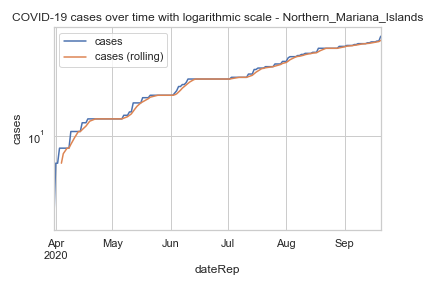 COVID-19 cases over time with logarithmic scale - Northern_Mariana_Islands
cases
cases (rolling)
cases
10¹
Apr May Jun Jul Aug Sep
2020
dateRep